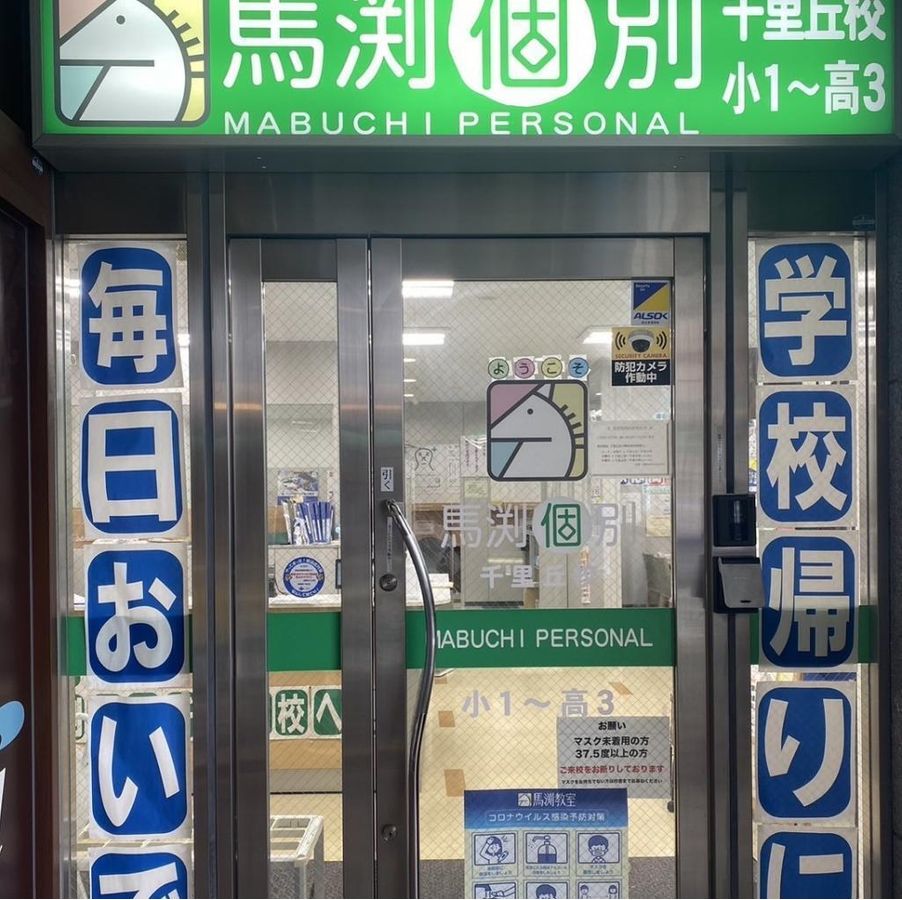 馬渕個別
千里丘校
小1～高3
MABUCHI PERSONAL
学校帰りに
毎日おいで
Security
ALSOK
SECURITY CAMERA
防犯カメラ
作動中
ようこそ
引く
馬渕個別
千里丘校
MABUCHI PERSONAL
校へ
小1～高3
お願い
マスク未着用の方
37.5度以上の方
ご来校をお断りしております
馬渕教室
コロナウイルス感染予防対策